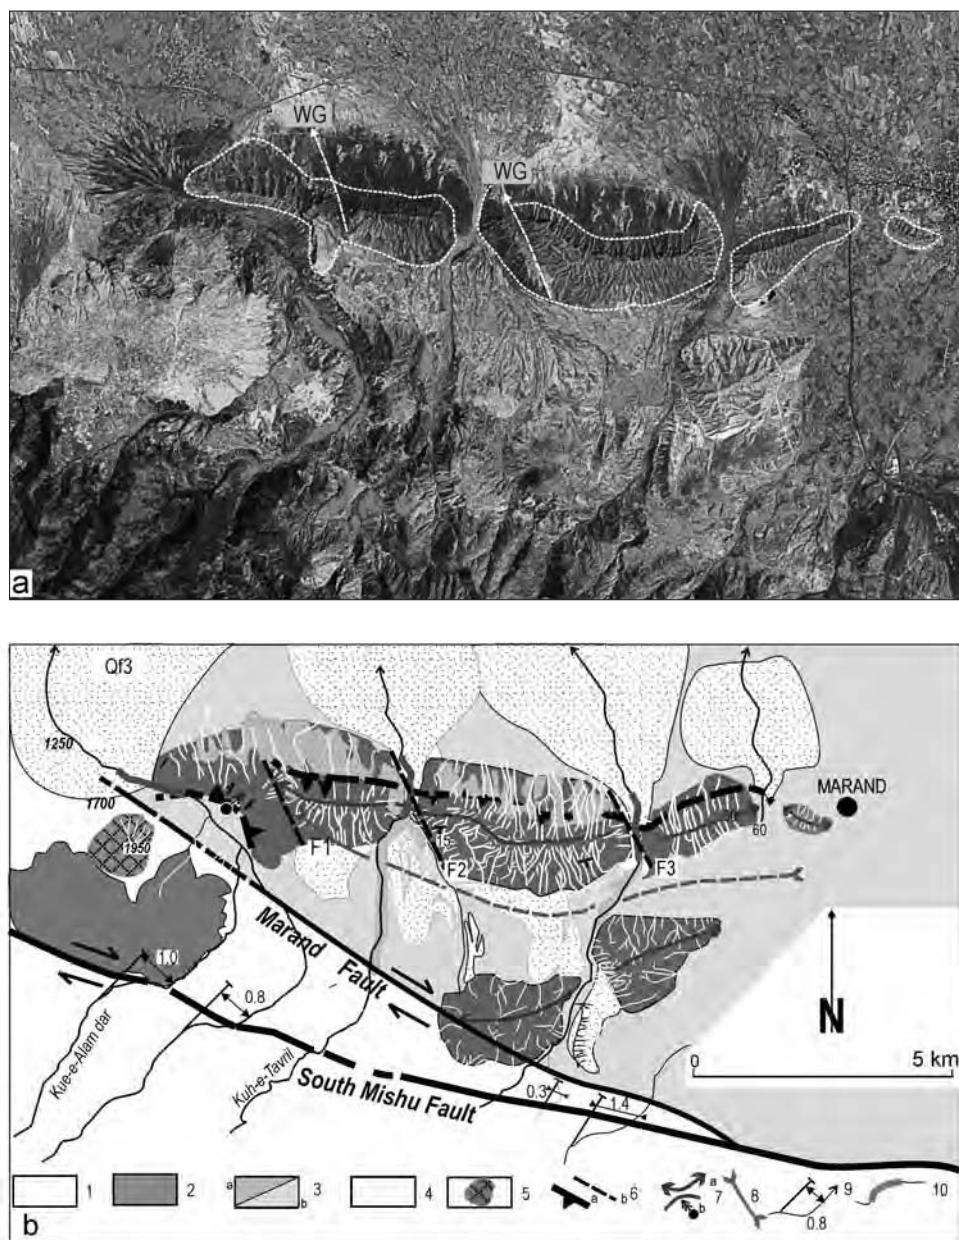 WG
WG
a
Qf3
1250
1700
1950
MARAND
60
15
F1
F2
F3
1.0
0.8
Marand Fault
N
0 5 km
Kue-e-Alam dar
Kuh-e-Tavril
South Mishu Fault
0.3
1.4
1 2 a b 3 4 5 a b 6 a b 7 8 0.8 9 10
b